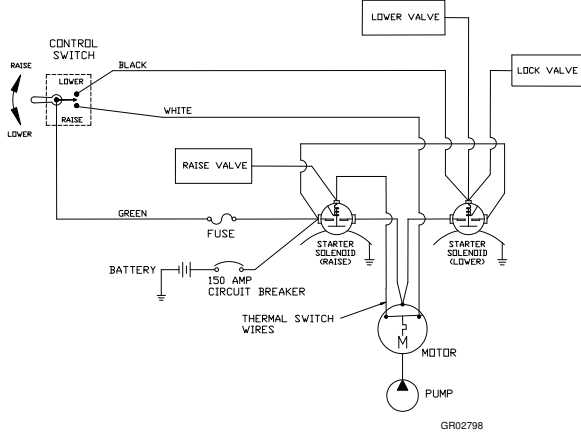 LOWER VALVE
CONTROL
SWITCH
RAISE
BLACK
LOCK VALVE
LOWER
WHITE
RAISE
LOWER
RAISE VALVE
GREEN
FUSE
STARTER
SOLENOID
(RAISE)
STARTER
SOLENOID
(LOWER)
BATTERY
150 AMP
CIRCUIT BREAKER
THERMAL SWITCH
WIRES
M
MOTOR
PUMP
GR02798